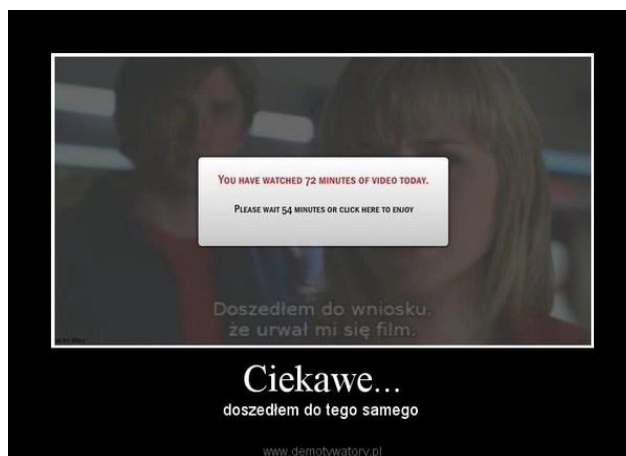 You have watched 72 minutes of video today.
Please wait 54 minutes or click here to enjoy
Doszedłem do wniosku,
że urwał mi się film.
Ciekawe...
doszedłem do tego samego
www.demotywatory.pl